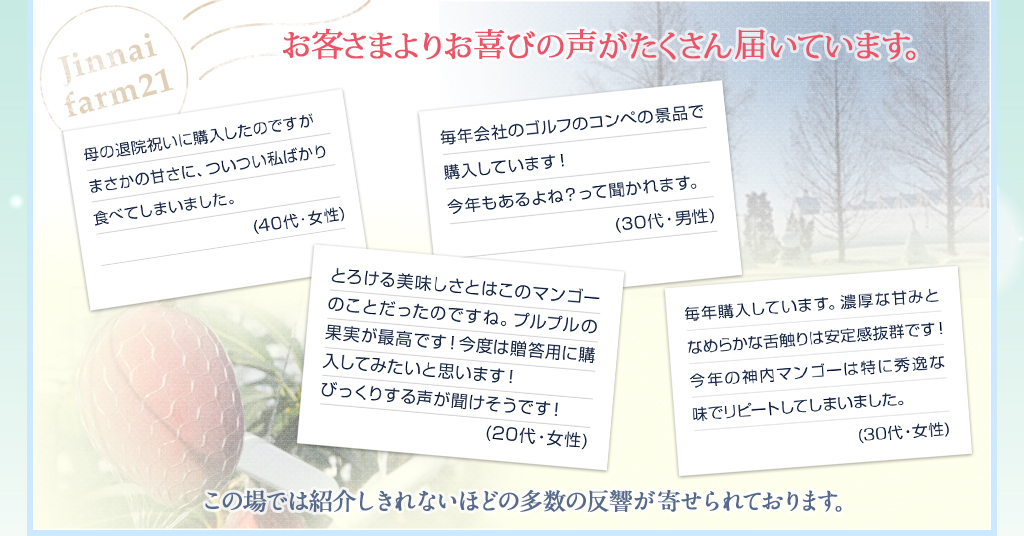 Jinnai
farm21
お客さまよりお喜びの声がたくさん届いています。
母の退院祝いに購入したのですが
まさかの甘さに、ついつい私ばかり
食べてしまいました。
(40代・女性)
毎年会社のゴルフのコンペの景品で
購入しています!
今年もあるよね?って聞かれます。
(30代・男性)
とろける美味しさとはこのマンゴー
のことだったのですね。プルプルの
果実が最高です!今度は贈答用に購
入してみたいと思います!
びっくりする声が聞けそうです!
(20代・女性)
毎年購入しています。濃厚な甘みと
なめらかな舌触りは安定感抜群です!
今年の神内マンゴーは特に秀逸な
味でリピートしてしまいました。
(30代・女性)
この場では紹介しきれないほどの多数の反響が寄せられております。